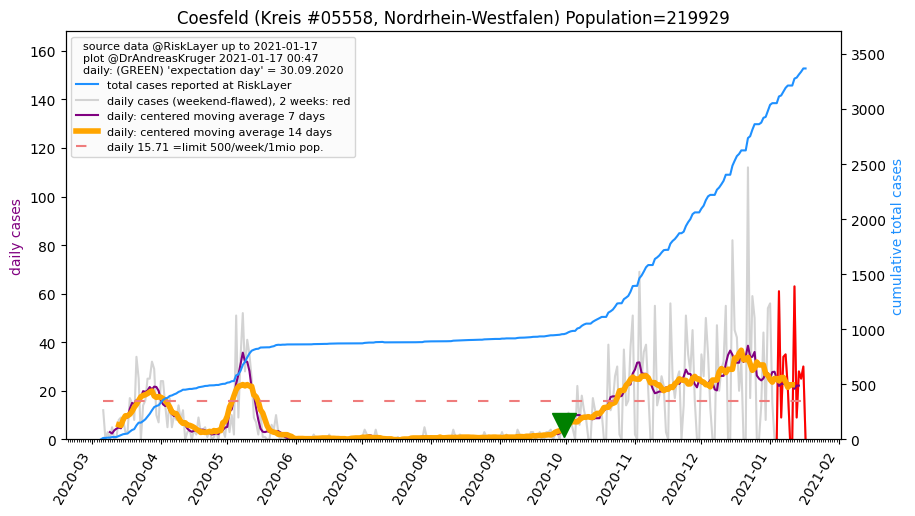 Coesfeld (Kreis #05558, Nordrhein-Westfalen) Population=219929
source data @RiskLayer up to 2021-01-17
plot @DrAndreasKruger 2021-01-17 00:47
daily: (GREEN) 'expectation day' = 30.09.2020
total cases reported at RiskLayer
daily cases (weekend-flawed), 2 weeks: red
daily: centered moving average 7 days
daily: centered moving average 14 days
daily 15.71 =limit 500/week/1mio pop.
daily cases
160
140
120
100
80
60
40
20
0
3500
3000
2500
2000
1500
1000
500
0
cumulative total cases
2020-03
2020-04
2020-05
2020-06
2020-07
2020-08
2020-09
2020-10
2020-11
2020-12
2021-01
2021-02